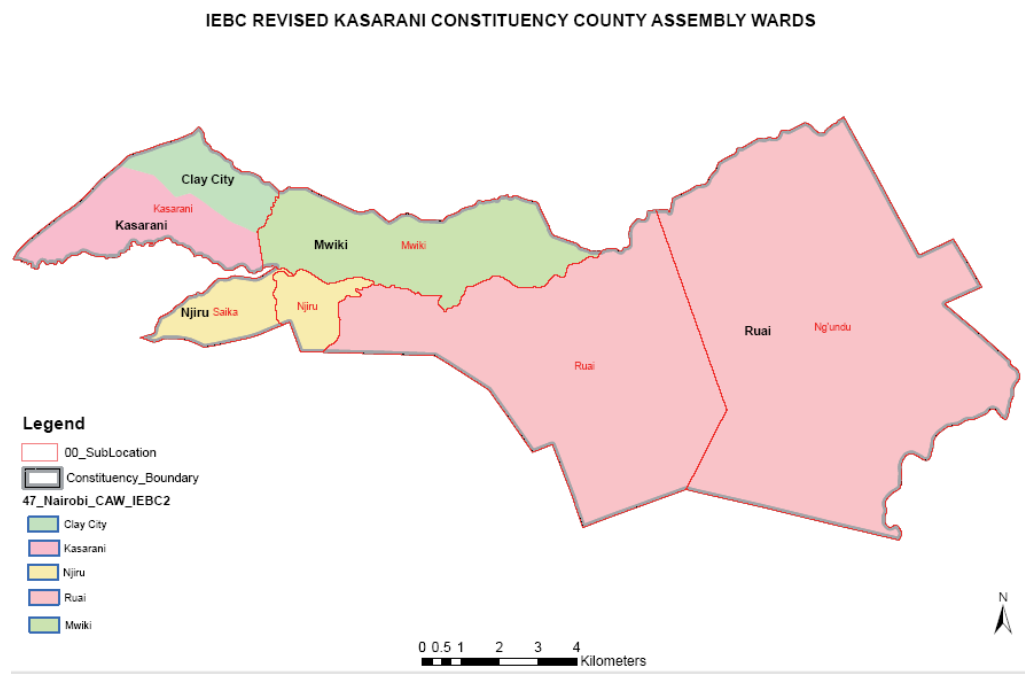 IEBC REVISED KASARANI CONSTITUENCY COUNTY ASSEMBLY WARDS
Clay City
Kasarani
Kasarani
Mwiki
Mwiki
Njiru
Saika
Njiru
Ruai
Ng'undu
Ruai
Legend
00_SubLocation
Constituency_Boundary
47_Nairobi_CAW_IEBC2
Clay City
Kasarani
Njiru
Ruai
Mwiki
N
0 0.5 1 2 3 4
Kilometers